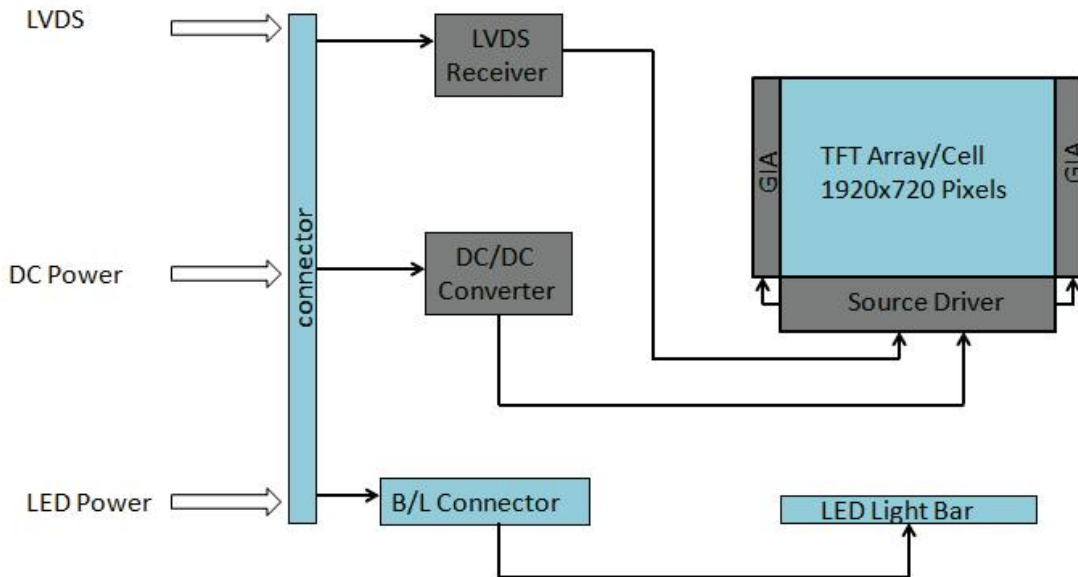 LVDS
LVDS
Receiver
GIA
TFT Array/Cell
1920x720 Pixels
GIA
connector
DC Power
DC/DC
Converter
Source Driver
LED Power
B/L Connector
LED Light Bar